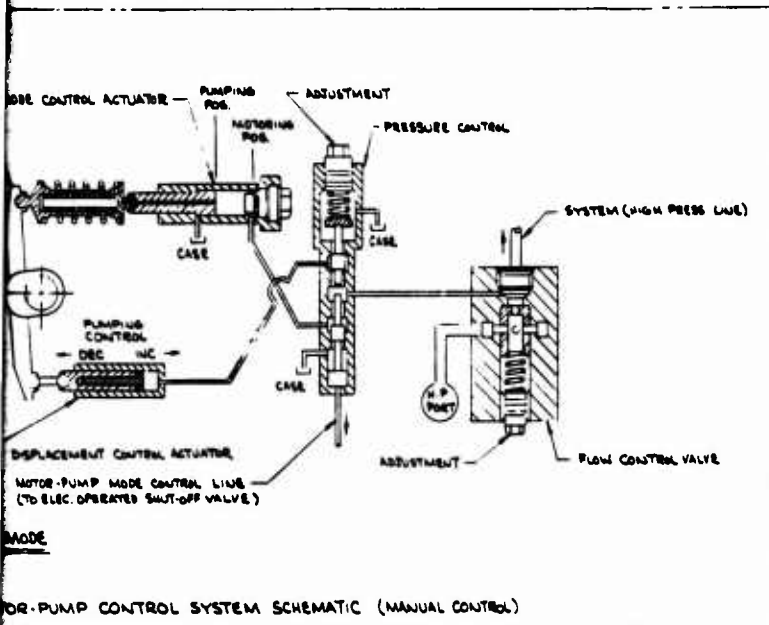 ODE CONTROL ACTUATOR
PUMPING
POS.
MOTORING
POS.
ADJUSTMENT
PRESSURE CONTROL
SYSTEM (HIGH PRESS LINE)
CASE
CASE
PUMPING
CONTROL
DEC INC
CASE
H.P
PORT
C
DISPLACEMENT CONTROL ACTUATOR
ADJUSTMENT
FLOW CONTROL VALVE
MOTOR-PUMP MODE CONTROL LINE
(TO ELEC. OPERATED SHUT-OFF VALVE)
MODE
OR-PUMP CONTROL SYSTEM SCHEMATIC (MANUAL CONTROL)